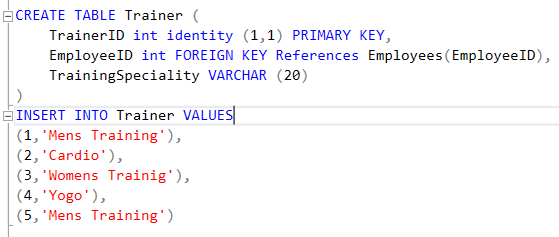 CREATE TABLE Trainer (
TrainerID int identity (1,1) PRIMARY KEY,
EmployeeID int FOREIGN KEY References Employees(EmployeeID),
TrainingSpeciality VARCHAR (20)
)
INSERT INTO Trainer VALUES
(1,'Mens Training'),
(2,'Cardio'),
(3,'Womens Trainig'),
(4,'Yogo'),
(5,'Mens Training')